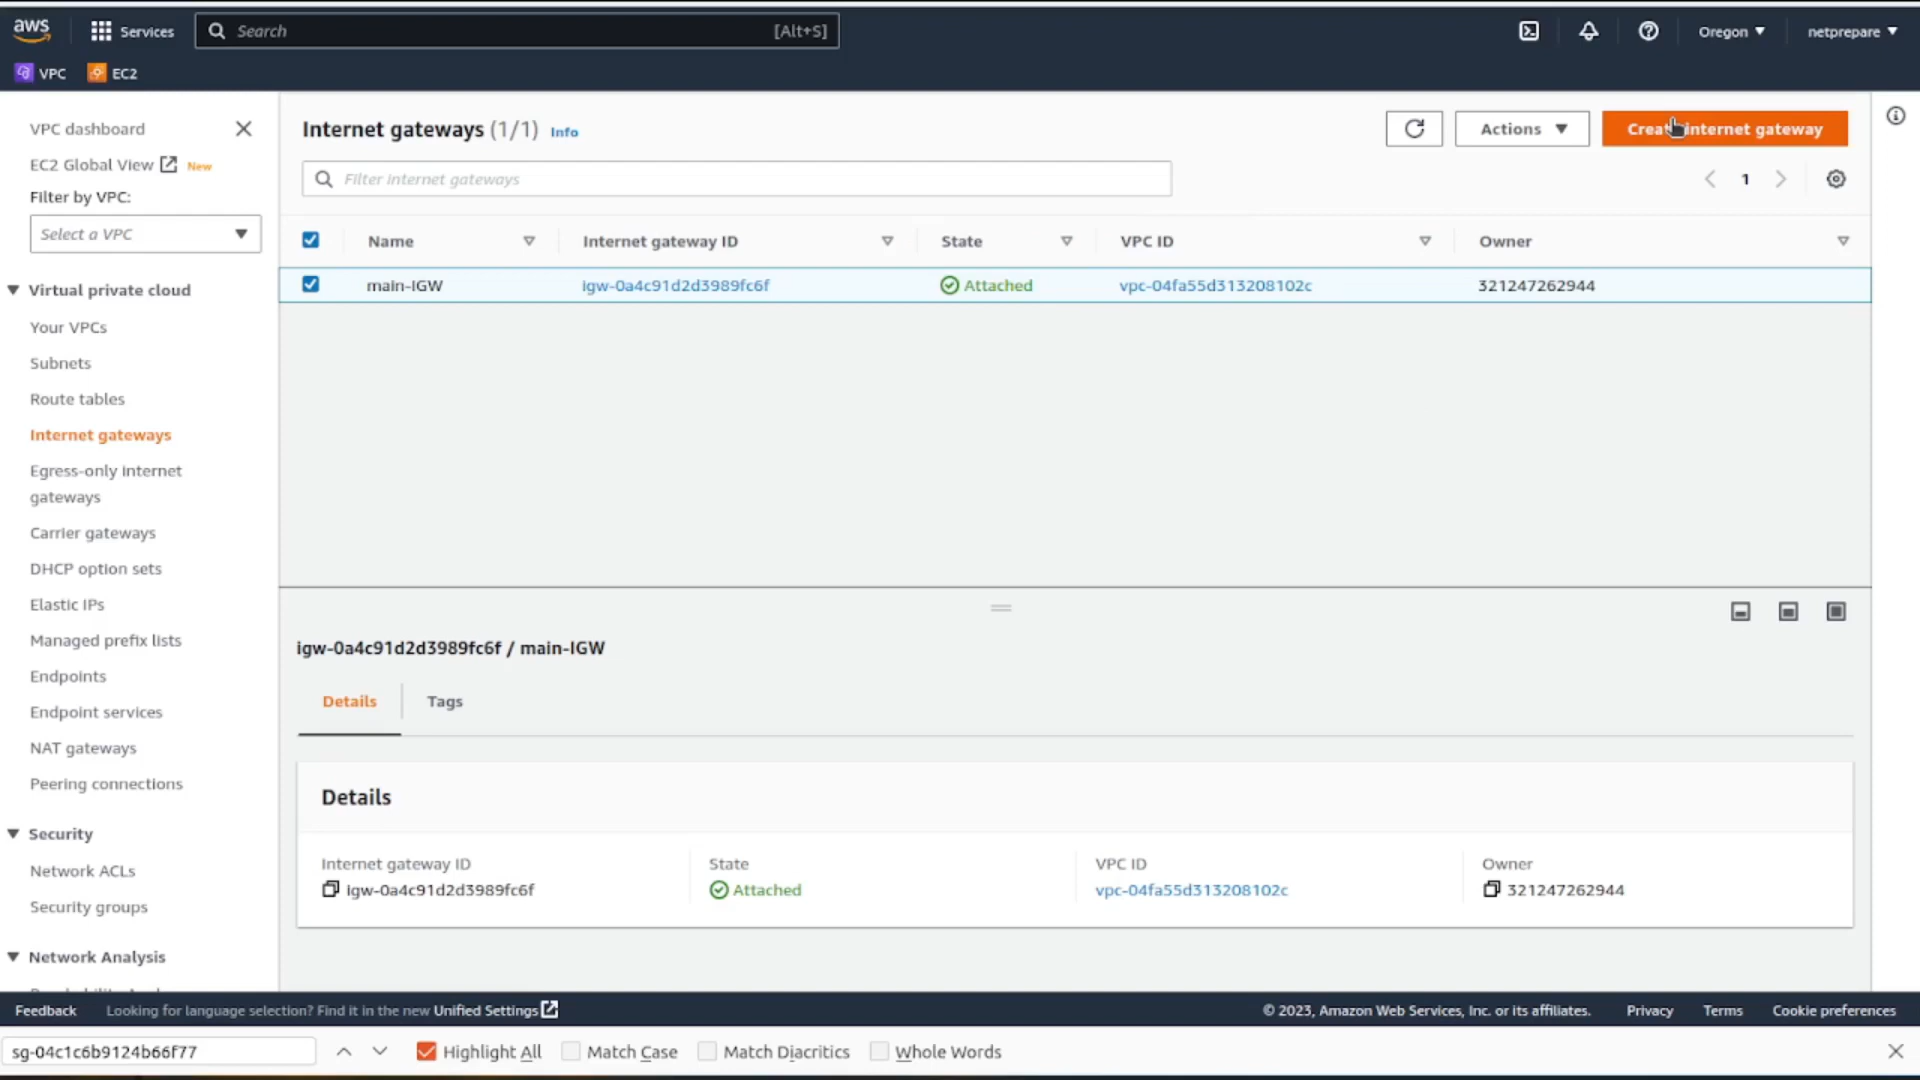 aws
Services
Search
[Alt+S]
Oregon
netprepare
VPC
EC2
VPC dashboard
EC2 Global View New
Filter by VPC:
Select a VPC
Virtual private cloud
Your VPCs
Subnets
Route tables
Internet gateways
Egress-only internet
gateways
Carrier gateways
DHCP option sets
Elastic IPs
Managed prefix lists
Endpoints
Endpoint services
NAT gateways
Peering connections
Security
Network ACLs
Security groups
Network Analysis
Internet gateways (1/1) Info
Actions
Create internet gateway
Filter internet gateways
1
Name Internet gateway ID State VPC ID Owner
main-IGW igw-0a4c91d2d3989fc6f Attached vpc-04fa55d313208102c 321247262944
igw-0a4c91d2d3989fc6f / main-IGW
Details Tags
Details
Internet gateway ID State VPC ID Owner
igw-0a4c91d2d3989fc6f Attached vpc-04fa55d313208102c 321247262944
Feedback Looking for language selection? Find it in the new Unified Settings © 2023, Amazon Web Services, Inc. or its affiliates. Privacy Terms Cookie preferences
sg-04c1c6b9124b66f77 Highlight All Match Case Match Diacritics Whole Words